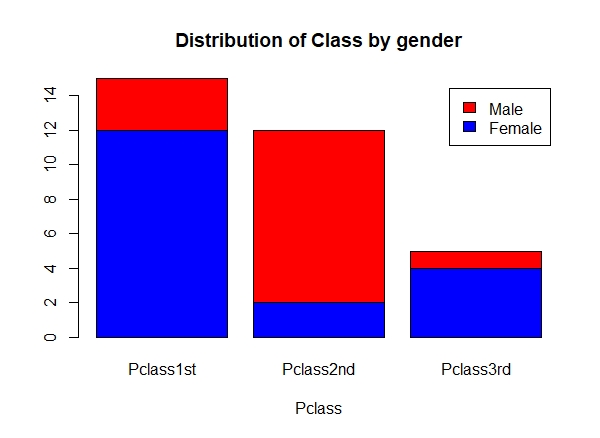 Distribution of Class by gender
Male
Female
14
12
10
8
6
4
2
0
Pclass1st Pclass2nd Pclass3rd
Pclass